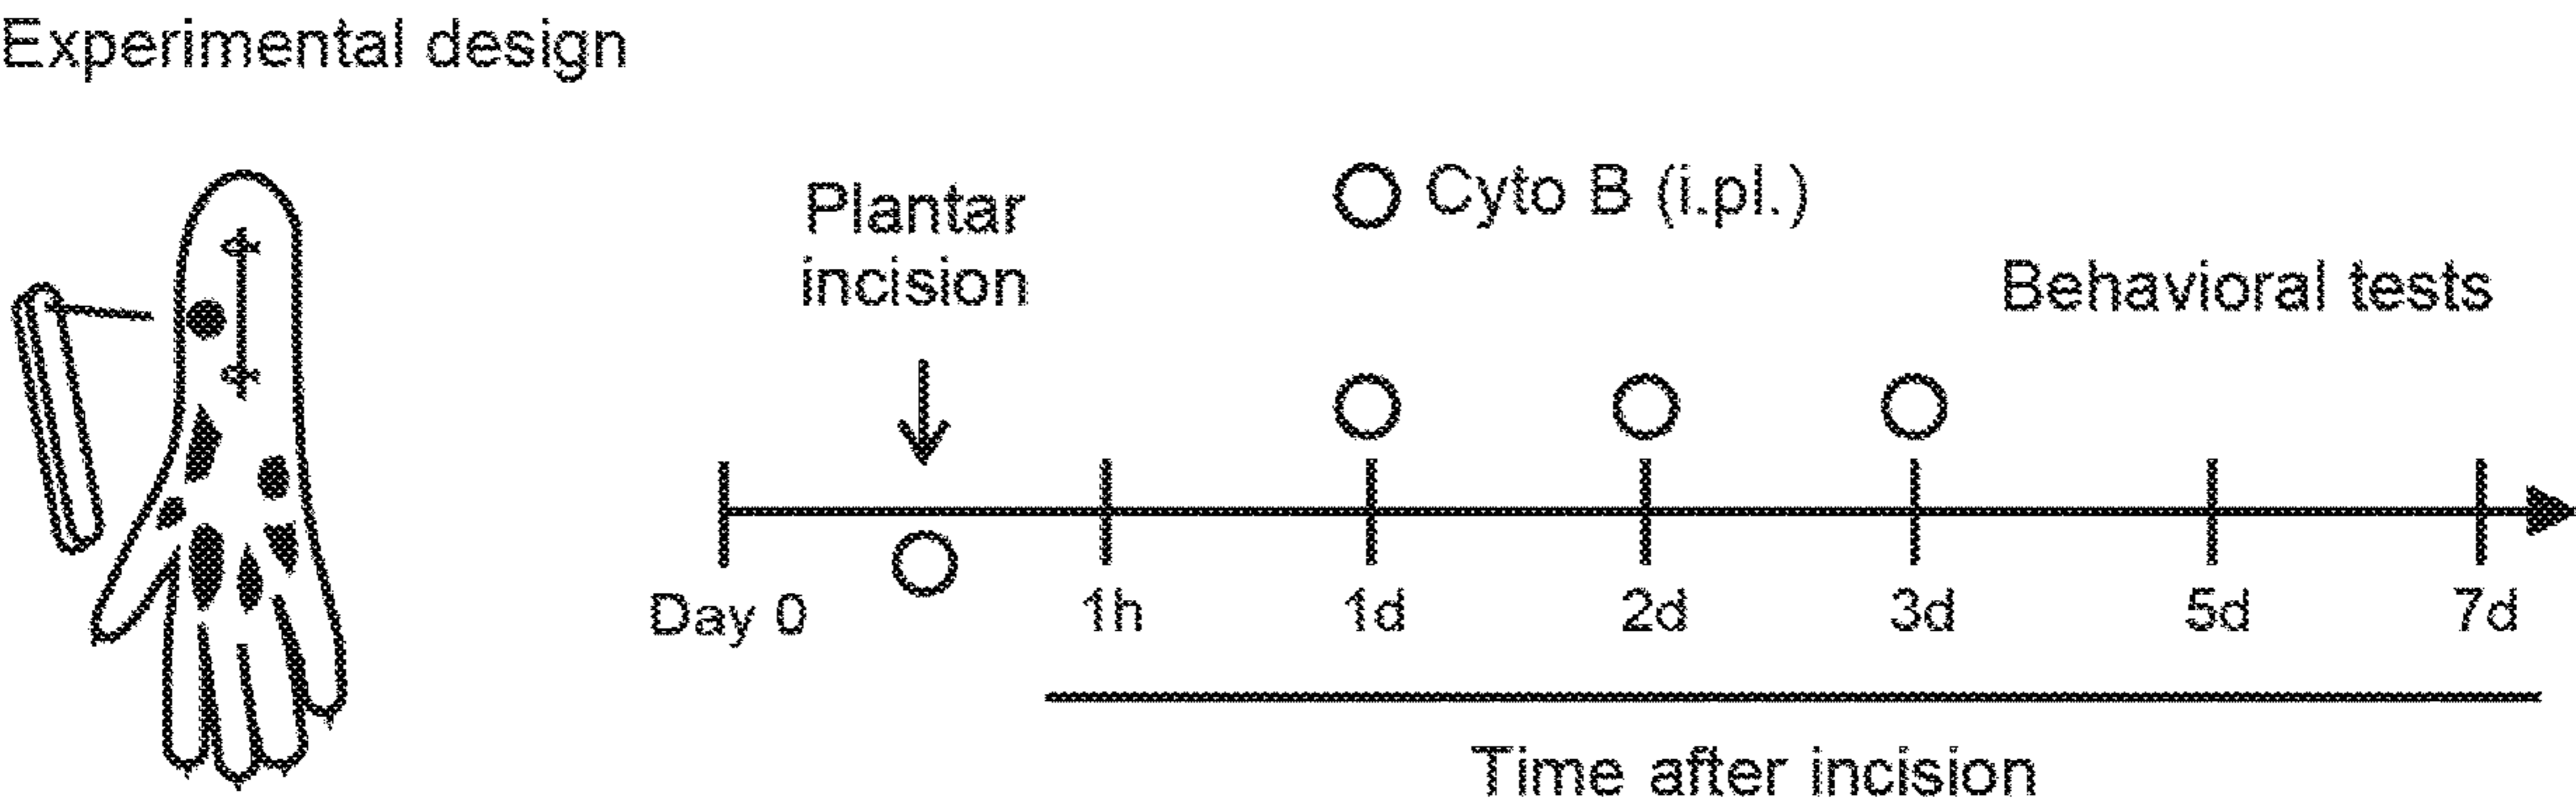 Experimental design
Plantar
incision
Cyto B (i.pl.)
Behavioral tests
Day 0
1h
1d
2d
3d
5d
7d
Time after incision